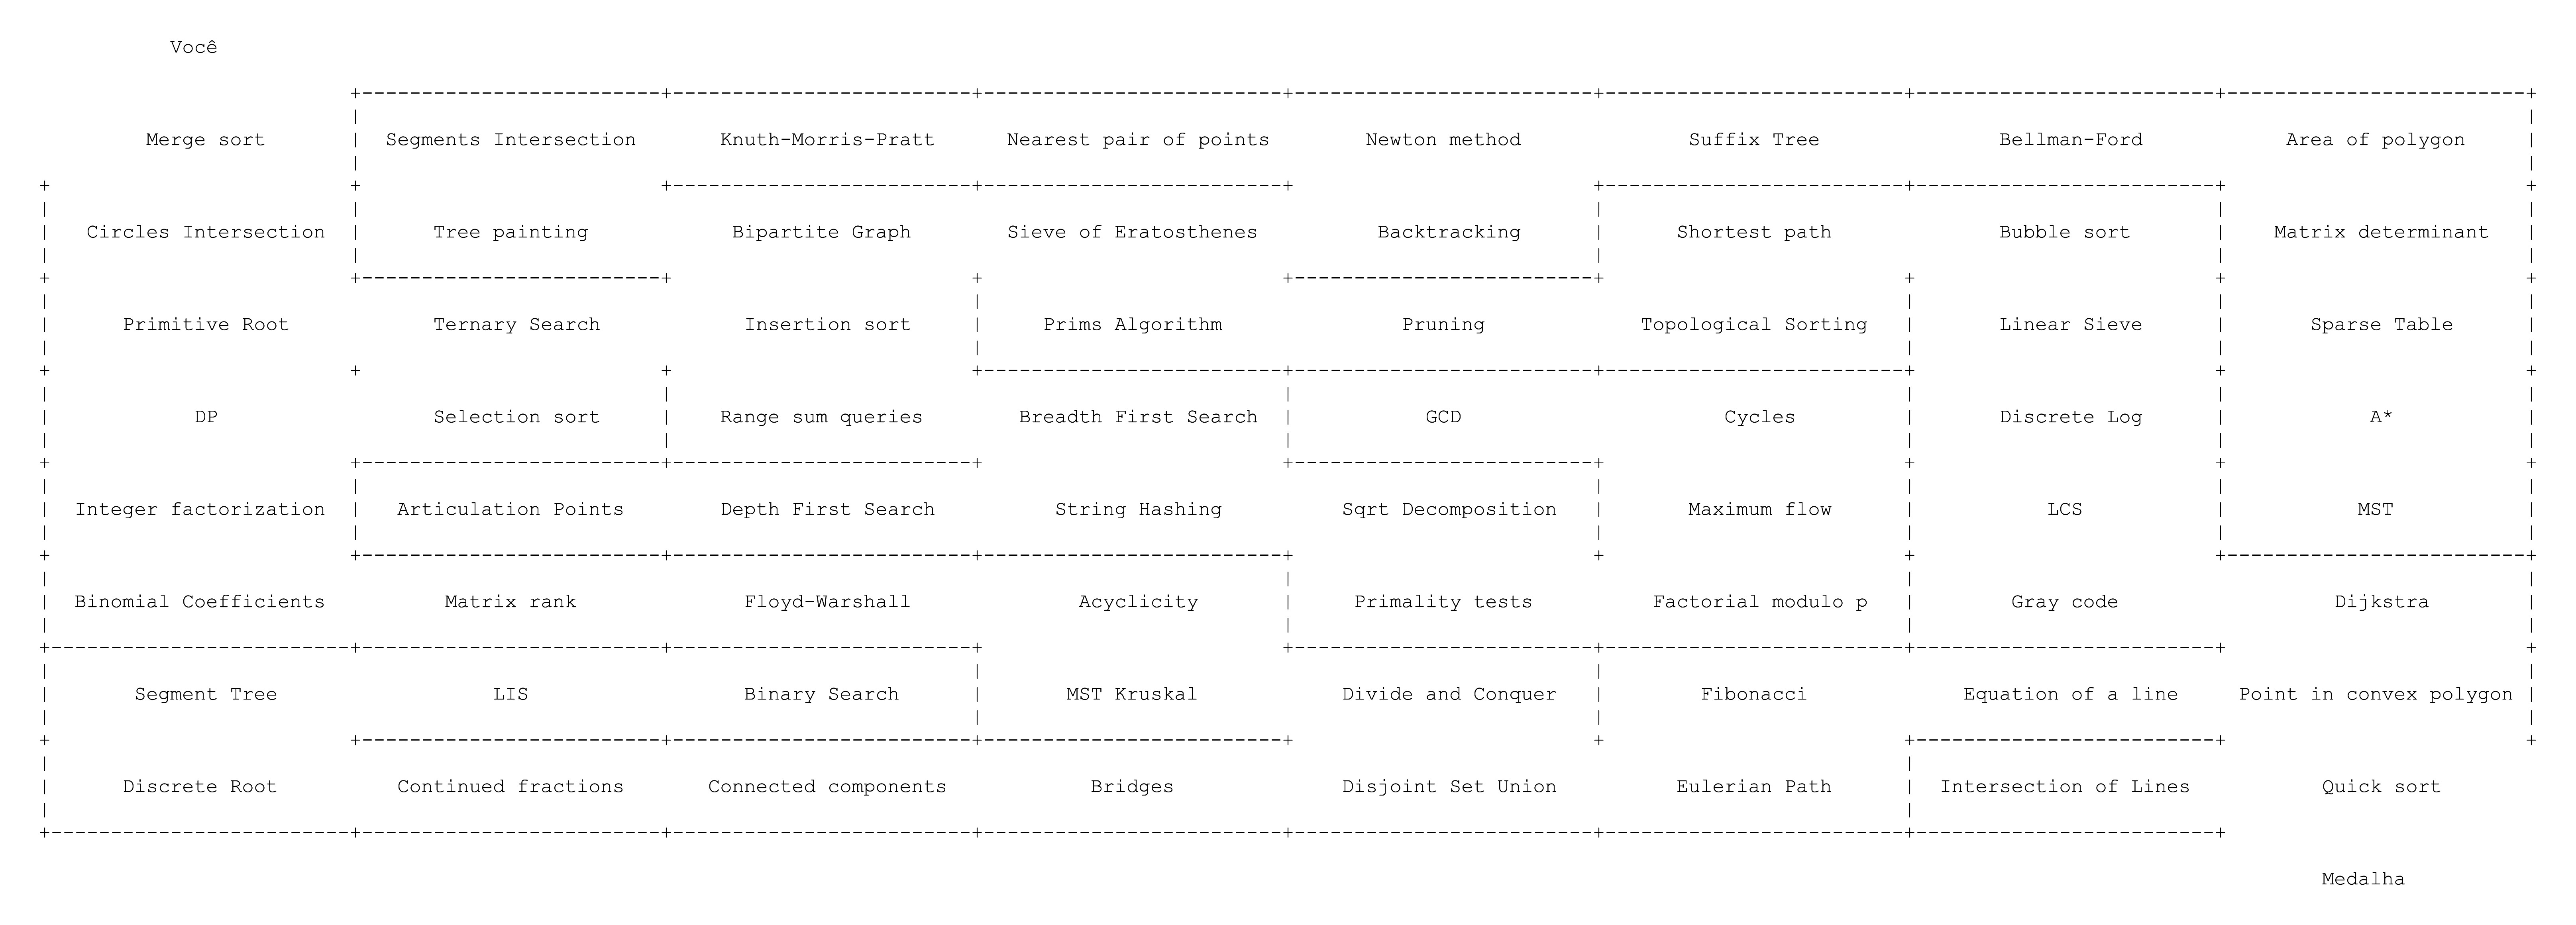 Você
Merge sort Segments Intersection Knuth-Morris-Pratt Nearest pair of points Newton method Suffix Tree Bellman-Ford Area of polygon
Circles Intersection Tree painting Bipartite Graph Sieve of Eratosthenes Backtracking Shortest path Bubble sort Matrix determinant
Primitive Root Ternary Search Insertion sort Prims Algorithm Pruning Topological Sorting Linear Sieve Sparse Table
DP Selection sort Range sum queries Breadth First Search GCD Cycles Discrete Log A*
Integer factorization Articulation Points Depth First Search String Hashing Sqrt Decomposition Maximum flow LCS MST
Binomial Coefficients Matrix rank Floyd-Warshall Acyclicity Primality tests Factorial modulo p Gray code Dijkstra
Segment Tree LIS Binary Search MST Kruskal Divide and Conquer Fibonacci Equation of a line Point in convex polygon
Discrete Root Continued fractions Connected components Bridges Disjoint Set Union Eulerian Path Intersection of Lines Quick sort
Medalha